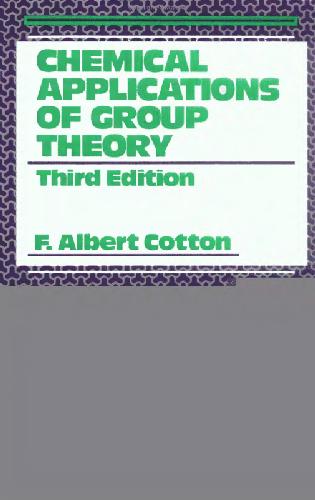 CHEMICAL
APPLICATIONS
OF GROUP
THEORY
Third Edition
F. Albert Cotton